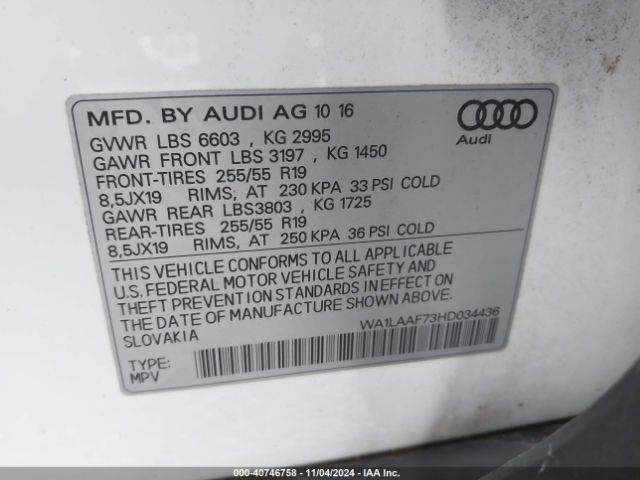 MFD. BY AUDI AG 10 16
Audi
GVWR LBS 6603 , KG 2995
GAWR FRONT LBS 3197 , KG 1450
FRONT-TIRES 255/55 R19
8,5JX19 RIMS, AT 230 KPA 33 PSI COLD
GAWR REAR LBS3803 , KG 1725
REAR-TIRES 255/55 R19
8,5JX19 RIMS, AT 250 KPA 36 PSI COLD
THIS VEHICLE CONFORMS TO ALL APPLICABLE
U.S. FEDERAL MOTOR VEHICLE SAFETY AND
THEFT PREVENTION STANDARDS IN EFFECT ON
THE DATE OF MANUFACTURE SHOWN ABOVE.
SLOVAKIA
WA1LAAF73HD034436
TYPE:
MPV
000-40746758 - 11/04/2024 - IAAI.com